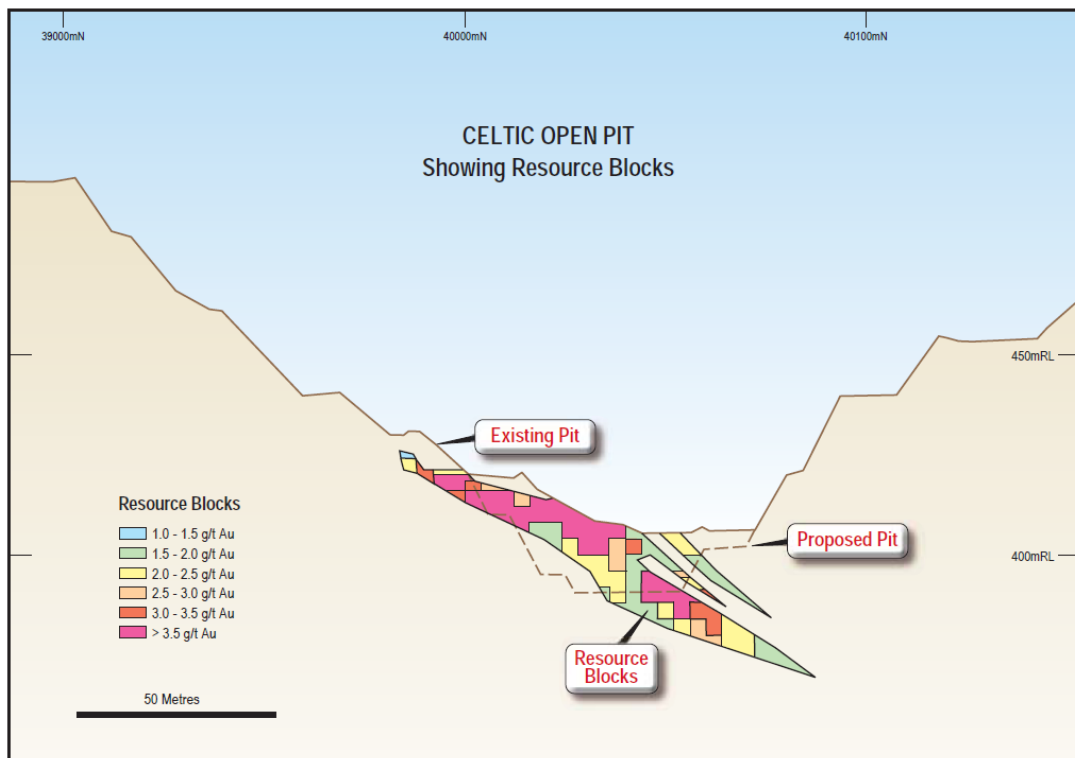 39000mN
40000mN
40100mN
CELTIC OPEN PIT
Showing Resource Blocks
450mRL
Existing Pit
Resource Blocks
1.0 - 1.5 g/t Au
1.5 - 2.0 g/t Au
2.0 - 2.5 g/t Au
2.5 - 3.0 g/t Au
3.0 - 3.5 g/t Au
> 3.5 g/t Au
Proposed Pit
400mRL
Resource
Blocks
50 Metres